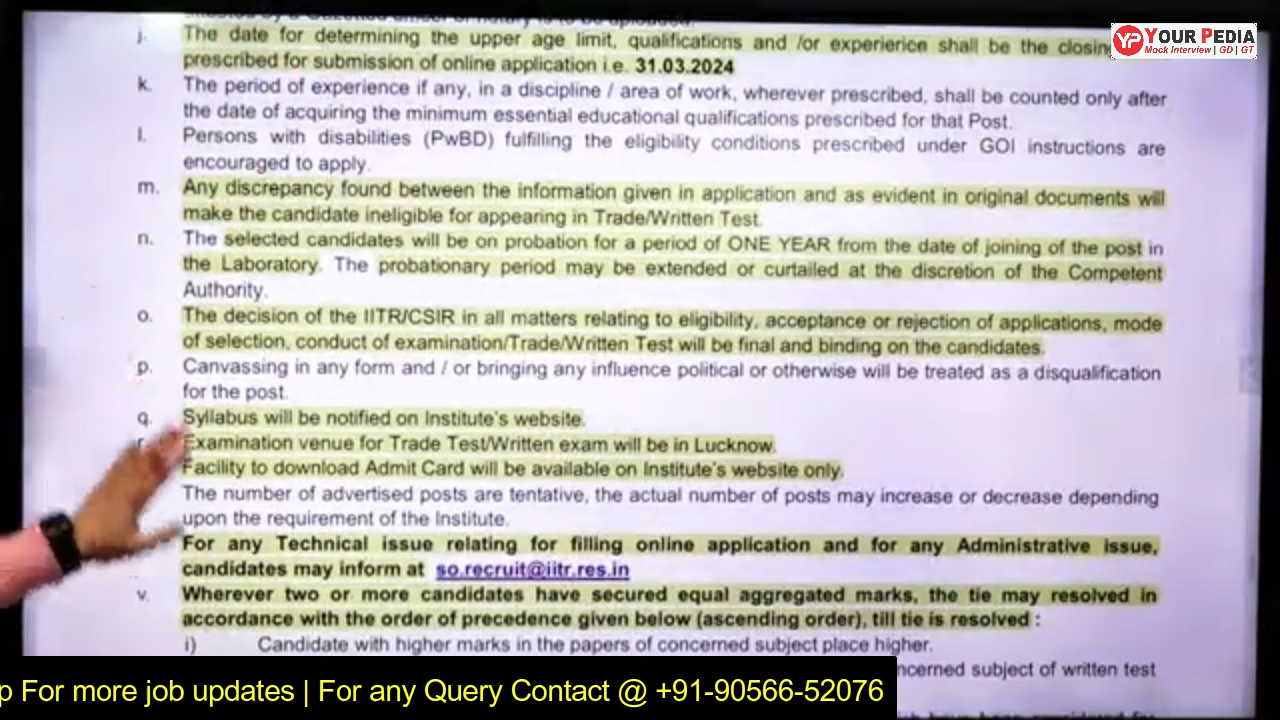 YOUR PEDIA
Mock Interview | GD | GT
j. The date for determining the upper age limit, qualifications and /or experience shall be the closing
prescribed for submission of online application i.e. 31.03.2024
k. The period of experience if any, in a discipline / area of work, wherever prescribed, shall be counted only after
the date of acquiring the minimum essential educational qualifications prescribed for that Post.
l. Persons with disabilities (PwBD) fulfilling the eligibility conditions prescribed under GOI instructions are
encouraged to apply.
m. Any discrepancy found between the information given in application and as evident in original documents will
make the candidate ineligible for appearing in Trade/Written Test.
n. The selected candidates will be on probation for a period of ONE YEAR from the date of joining of the post in
the Laboratory. The probationary period may be extended or curtailed at the discretion of the Competent
Authority.
o. The decision of the IITR/CSIR in all matters relating to eligibility, acceptance or rejection of applications, mode
of selection, conduct of examination/Trade/Written Test will be final and binding on the candidates.
p. Canvassing in any form and / or bringing any influence political or otherwise will be treated as a disqualification
for the post.
q. Syllabus will be notified on Institute's website.
r. Examination venue for Trade Test/Written exam will be in Lucknow.
Facility to download Admit Card will be available on Institute's website only.
The number of advertised posts are tentative, the actual number of posts may increase or decrease depending
upon the requirement of the Institute.
For any Technical issue relating for filling online application and for any Administrative issue,
candidates may inform at so.recruit@iitr.res.in
v. Wherever two or more candidates have secured equal aggregated marks, the tie may resolved in
accordance with the order of precedence given below (ascending order), till tie is resolved :
i) Candidate with higher marks in the papers of concerned subject place higher.
ncerned subject of written test
p For more job updates | For any Query Contact @ +91-90566-52076